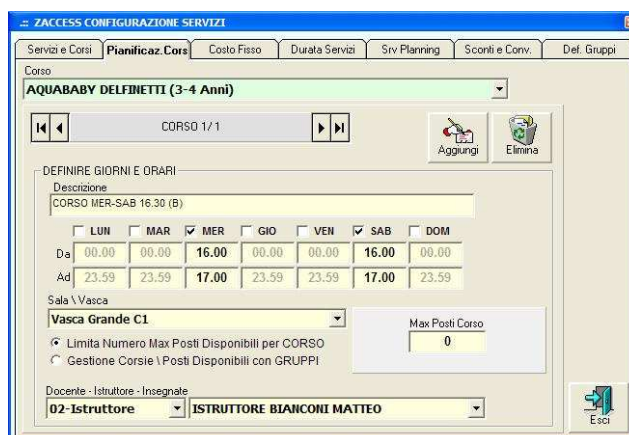 .:: ZACCESS CONFIGURAZIONE SERVIZI
Servizi e Corsi Pianificaz.Cors Costo Fisso Durata Servizi Srv Planning Sconti e Conv. Def. Gruppi
Corso
AQUABABY DELFINETTI (3-4 Anni)
CORSO 1/1
Aggiungi Elimina
DEFINIRE GIORNI E ORARI
Descrizione
CORSO MER-SAB 16.30 (B)
LUN MAR MER GIO VEN SAB DOM
Da 00.00 00.00 16.00 00.00 00.00 16.00 00.00
Ad 23.59 23.59 17.00 23.59 23.59 17.00 23.59
Sala \ Vasca
Vasca Grande C1
Max Posti Corso
0
Limita Numero Max Posti Disponibili per CORSO
Gestione Corsie \ Posti Disponibili con GRUPPI
Docente - Istruttore - Insegnate
02-Istruttore ISTRUTTORE BIANCONI MATTEO
Esci